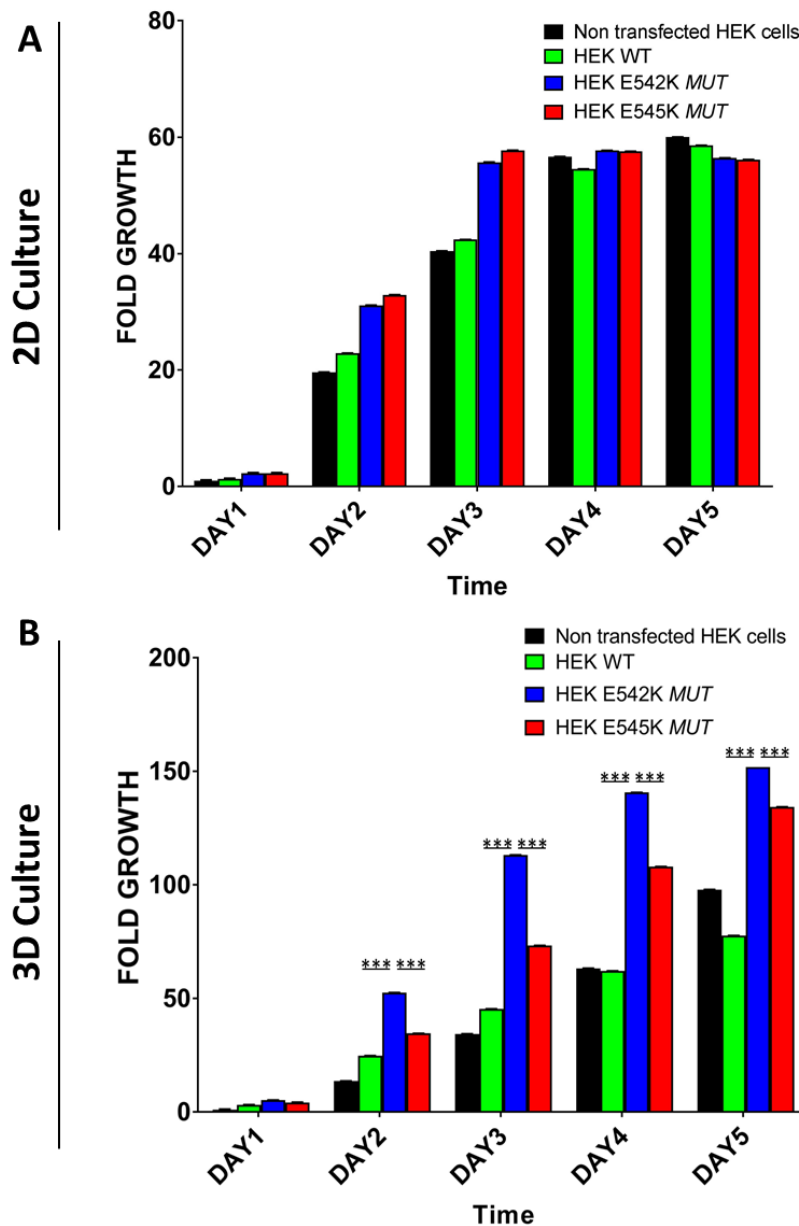 A
2D Culture
FOLD GROWTH
80
60
40
20
0
Non transfected HEK cells
HEK WT
HEK E542K MUT
HEK E545K MUT
DAY1
DAY2
DAY3
DAY4
DAY5
Time
B
3D Culture
FOLD GROWTH
200
150
100
50
0
Non transfected HEK cells
HEK WT
HEK E542K MUT
HEK E545K MUT
*** ***
*** ***
*** ***
*** ***
DAY1
DAY2
DAY3
DAY4
DAY5
Time